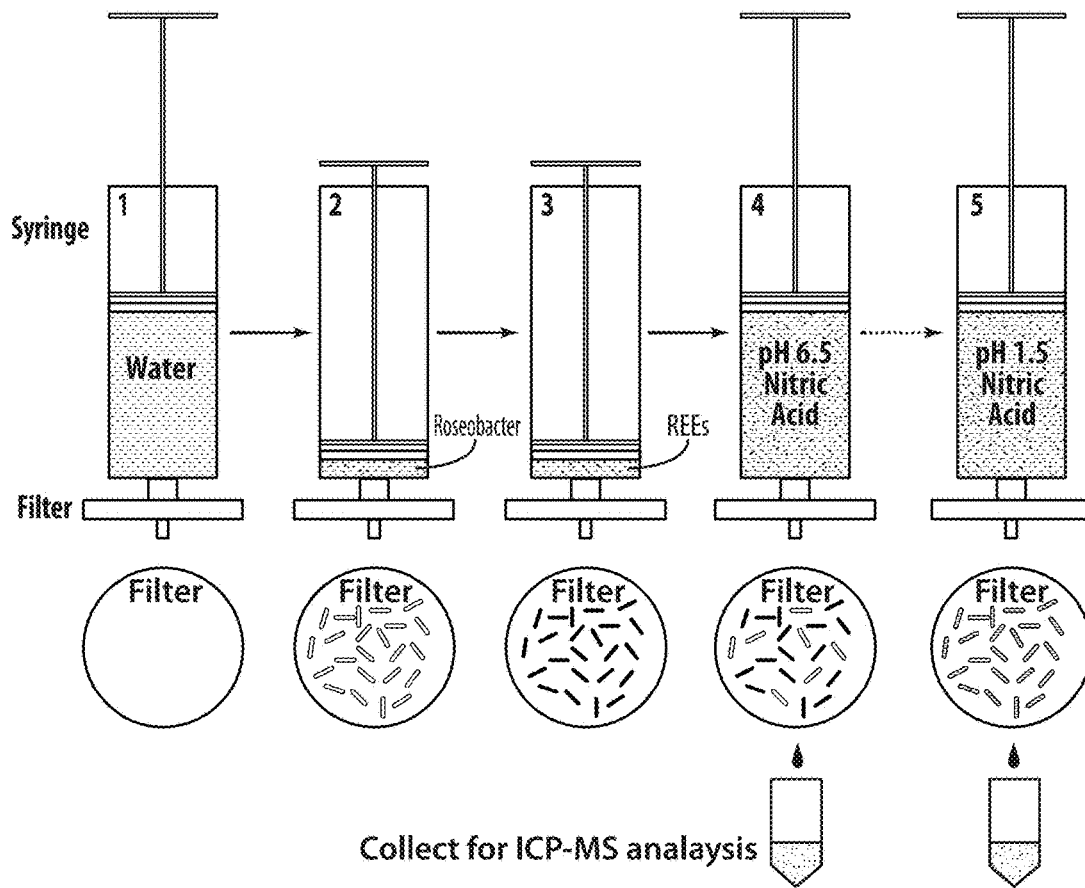 1
2
3
4
5
Syringe
Water
Roseobacter
REEs
pH 6.5
Nitric
Acid
pH 1.5
Nitric
Acid
Filter
Filter
Filter
Filter
Filter
Filter
Collect for ICP-MS analaysis